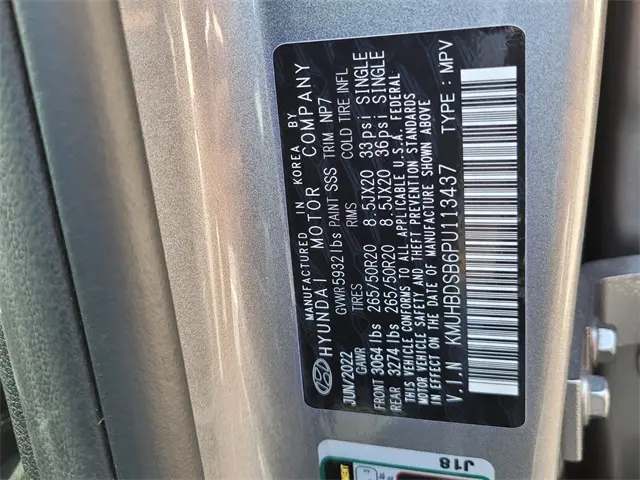 MANUFACTURED IN KOREA BY
HYUNDAI MOTOR COMPANY
JUN/2022 GVWR 5932 lbs PAINT SSS TRIM NP7
GAWR TIRES RIMS COLD TIRE INFL
FRONT 3064 lbs 265/50R20 8.5JX20 33psi SINGLE
REAR 3274 lbs 265/50R20 8.5JX20 36psi SINGLE
THIS VEHICLE CONFORMS TO ALL APPLICABLE U.S.A. FEDERAL
MOTOR VEHICLE SAFETY AND THEFT PREVENTION STANDARDS
IN EFFECT ON THE DATE OF MANUFACTURE SHOWN ABOVE
V.I.N KMUHBDSB6PU113437 TYPE : MPV
J18